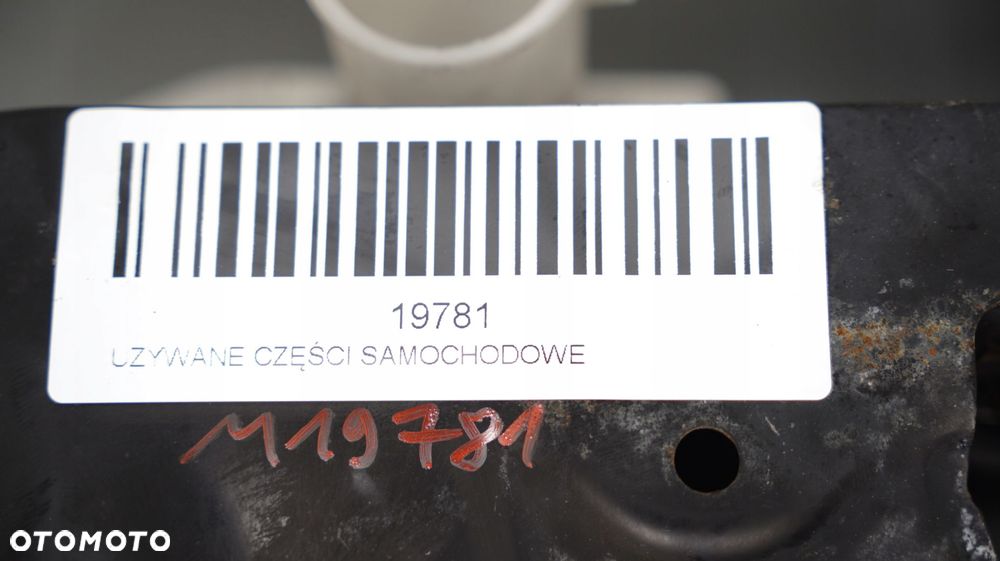 19781
UZYWANE CZĘŚCI SAMOCHODOWE
M19781
OTOMOTO